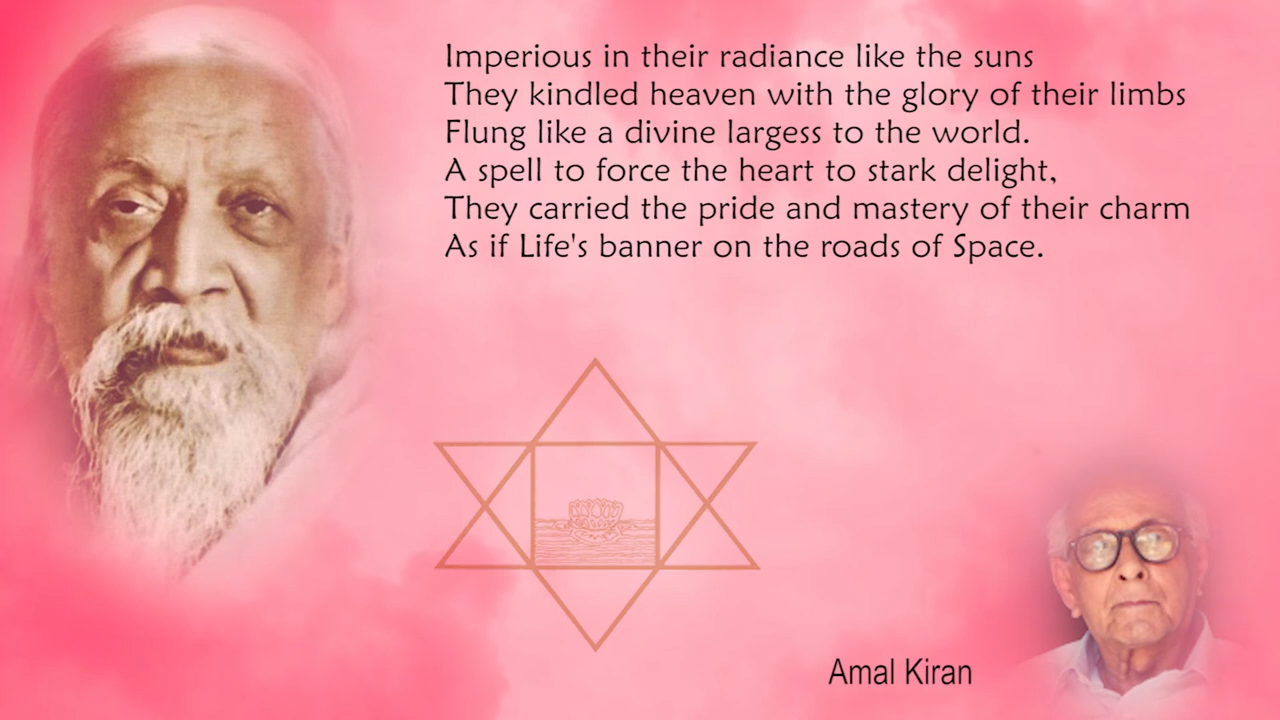 Imperious in their radiance like the suns
They kindled heaven with the glory of their limbs
Flung like a divine largess to the world.
A spell to force the heart to stark delight,
They carried the pride and mastery of their charm
As if Life's banner on the roads of Space.
Amal Kiran